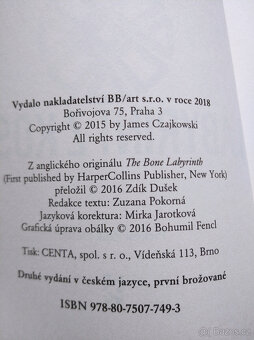 Vydalo nakladatelství BB/art s.r.o. v roce 2018
Bořivojova 75, Praha 3
Copyright © 2015 by James Czajkowski
All rights reserved.
Z anglického originálu The Bone Labyrinth
(First published by HarperCollins Publisher, New York)
přeložil © 2016 Zdík Dušek
Redakce textu: Zuzana Pokorná
Jazyková korektura: Mirka Jarotková
Grafická úprava obálky © 2016 Bohumil Fencl
Tisk: CENTA, spol. s r. o., Vídeňská 113, Brno
Druhé vydání v českém jazyce, první brožované
ISBN 978-80-7507-749-3
Sbazar.cz